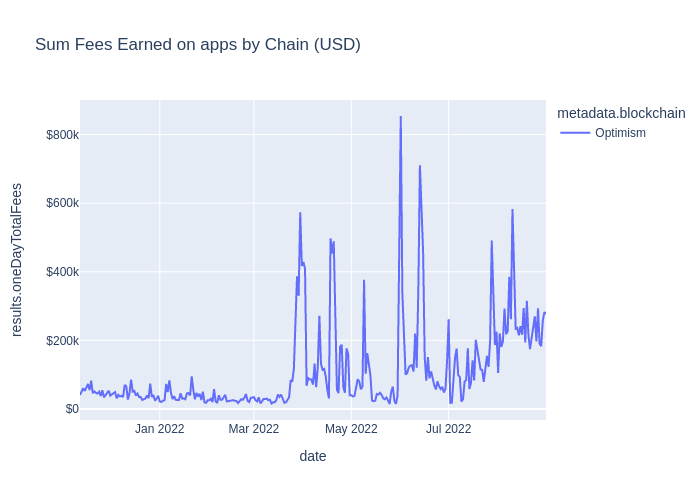 Sum Fees Earned on apps by Chain (USD)
metadata.blockchain
Optimism
results.oneDayTotalFees
$800k
$600k
$400k
$200k
$0
Jan 2022
Mar 2022
May 2022
Jul 2022
date